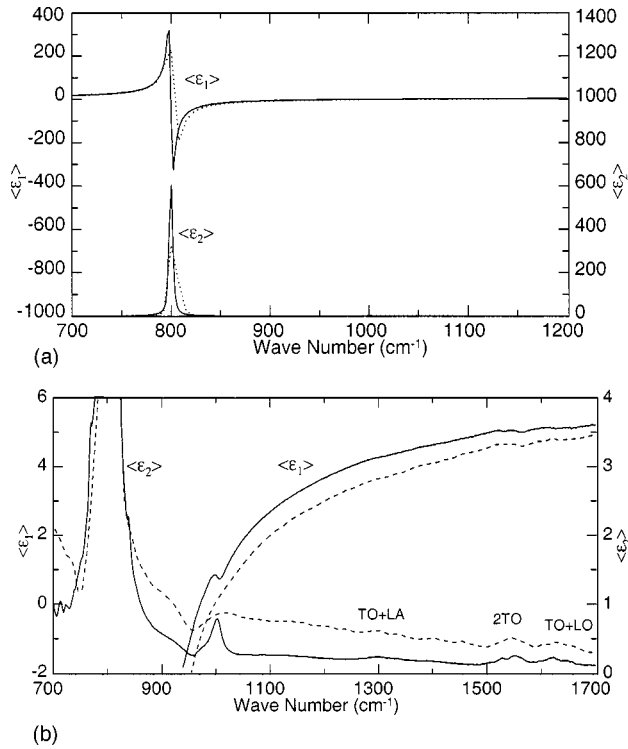 400
200
0
-200
-400
-600
-800
-1000
<ε₁>
1400
1200
1000
800
600
400
200
0
<ε₂>
<ε₁>
<ε₂>
700 800 900 1000 1100 1200
Wave Number (cm⁻¹)
(a)
6
4
2
0
-2
<ε₁>
4
3
2
1
0
<ε₂>
<ε₂>
<ε₁>
TO+LA
2TO
TO+LO
700 900 1100 1300 1500 1700
Wave Number (cm⁻¹)
(b)